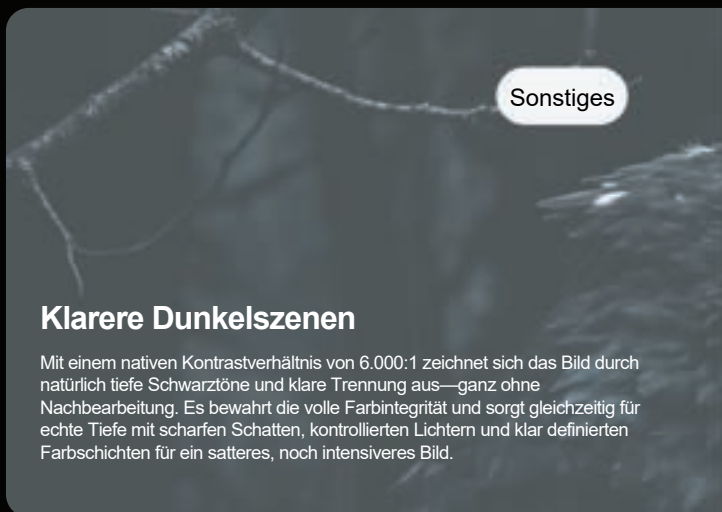 Sonstiges
Klarere Dunkelszenen
Mit einem nativen Kontrastverhältnis von 6.000:1 zeichnet sich das Bild durch
natürlich tiefe Schwarztöne und klare Trennung aus—ganz ohne
Nachbearbeitung. Es bewahrt die volle Farbintegrität und sorgt gleichzeitig für
echte Tiefe mit scharfen Schatten, kontrollierten Lichtern und klar definierten
Farbschichten für ein satteres, noch intensiveres Bild.